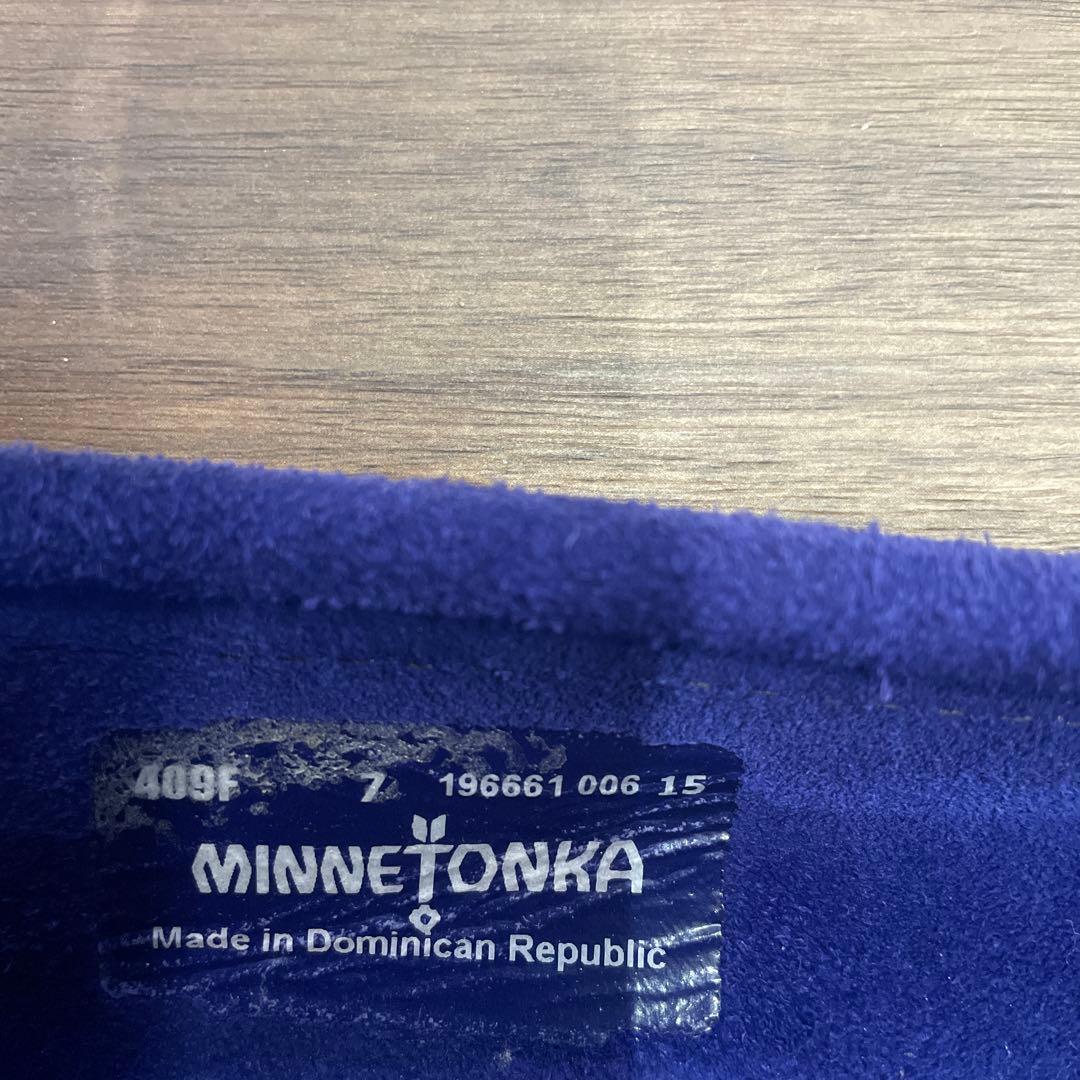 409F 7 196661 006 15
MINNETONKA
Made in Dominican Republic